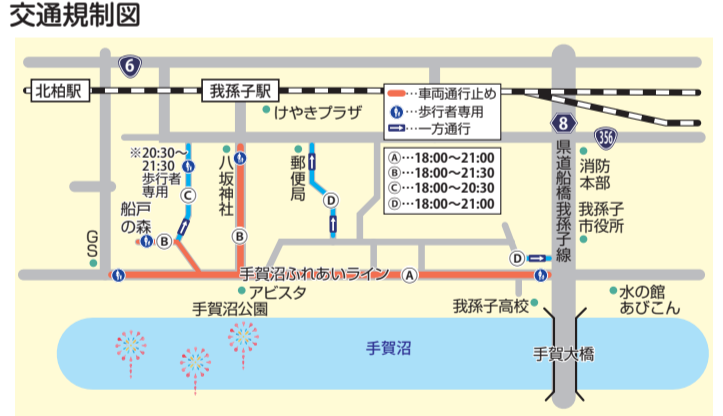 交通規制図
6
北柏駅
我孫子駅
…車両通行止め
…歩行者専用
…一方通行
けやきプラザ
8
356
Ⓐ…18:00〜21:00
Ⓑ…18:00〜21:30
Ⓒ…18:00〜20:30
Ⓓ…18:00〜21:00
※20:30〜
21:30
歩行者
専用
八坂神社
郵便局
県道船橋我孫子線
消防
本部
Ⓒ
Ⓓ
船戸
の森
Ⓑ
Ⓑ
我孫子
市役所
GS
Ⓓ
手賀沼ふれあいライン
Ⓐ
アビスタ
手賀沼公園
我孫子高校
水の館
あびこん
手賀沼
手賀大橋